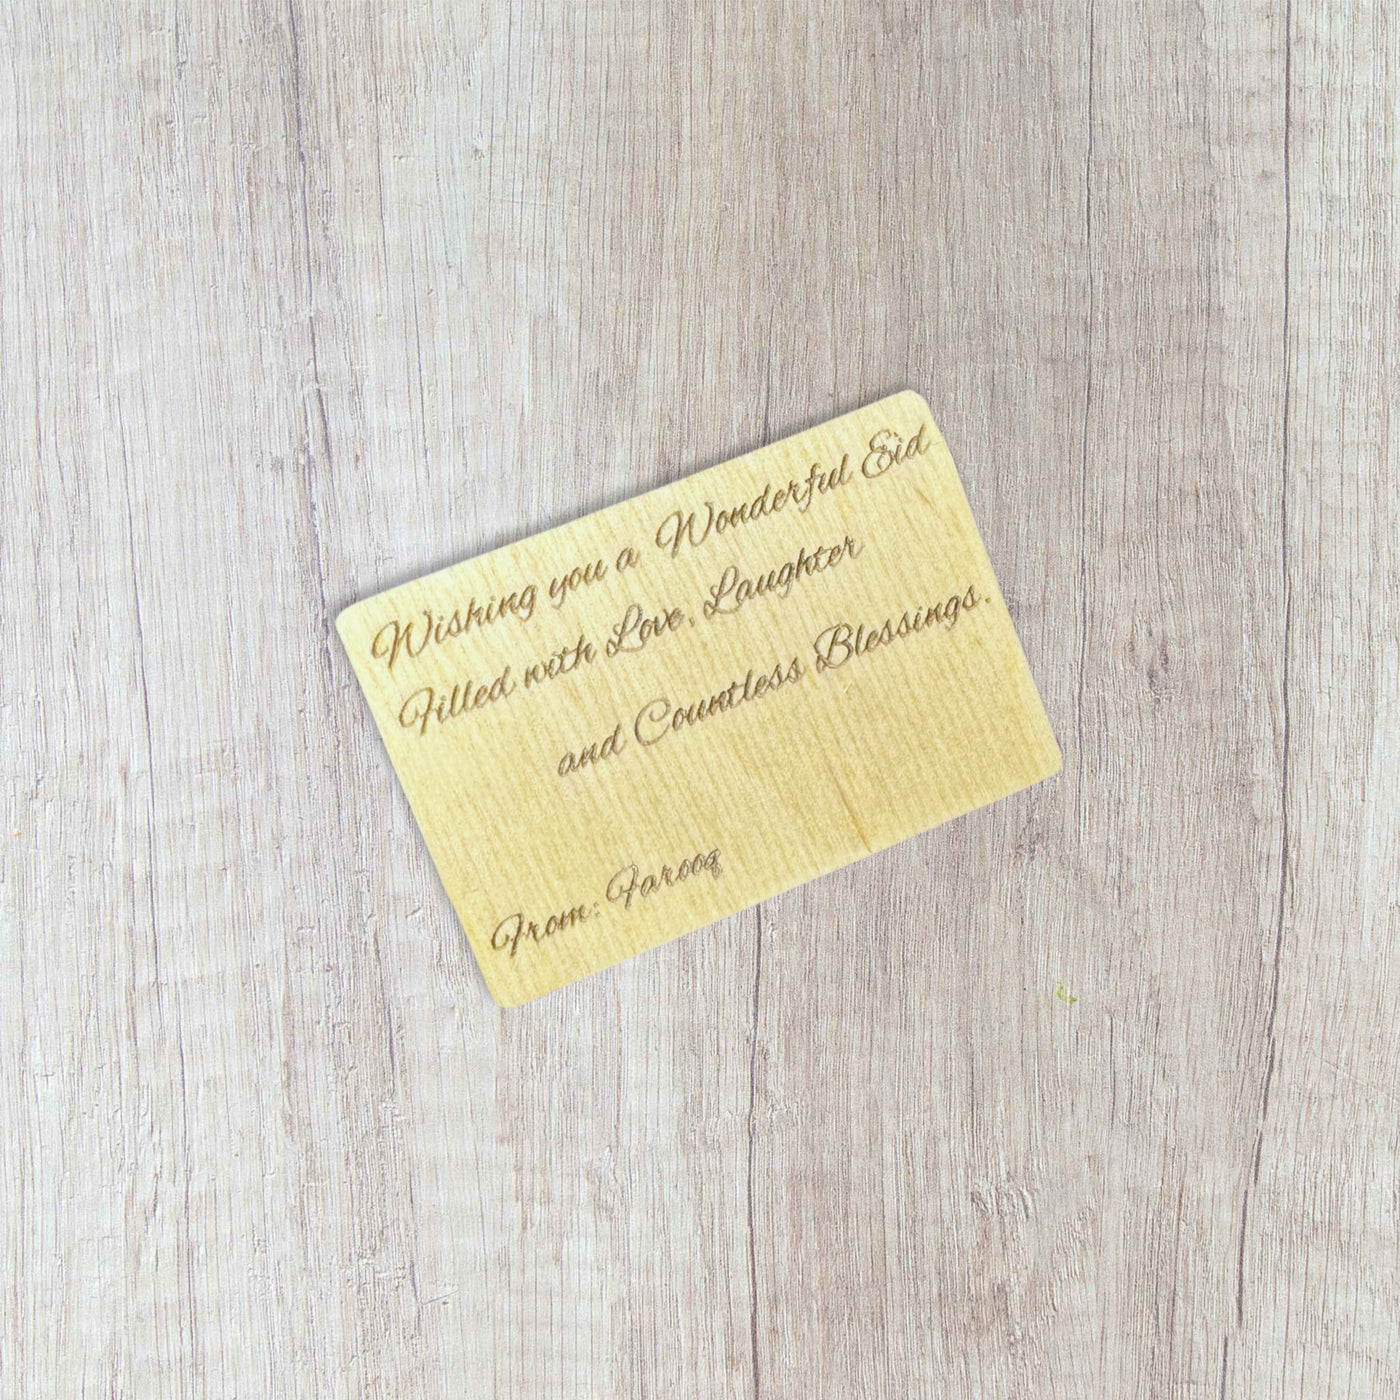 Wishing you a Wonderful Eid
Filled with Love, Laughter
and Countless Blessings.
From: Farooq